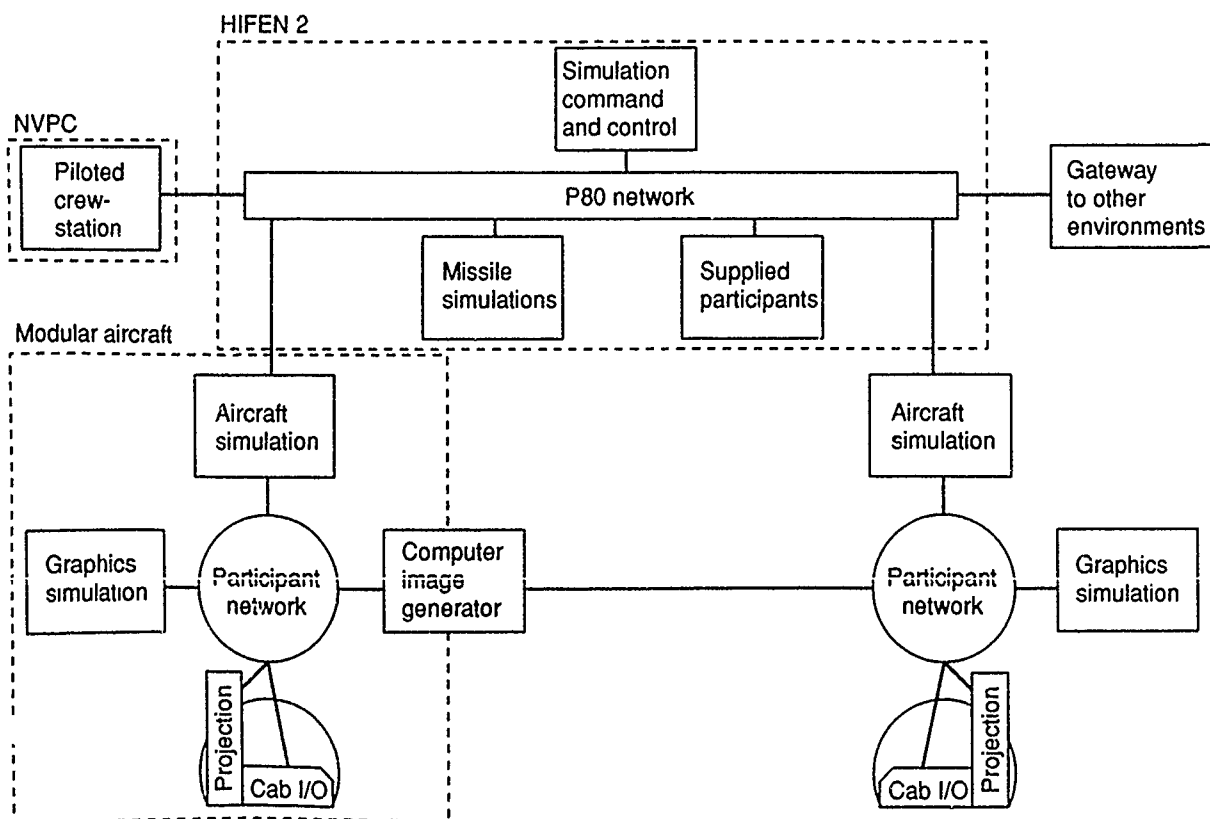 HIFEN 2
Simulation
command
and control
NVPC
Piloted
crew-
station
P80 network
Gateway
to other
environments
Missile
simulations
Supplied
participants
Modular aircraft
Aircraft
simulation
Aircraft
simulation
Graphics
simulation
Participant
network
Computer
image
generator
Participant
network
Graphics
simulation
Projection
Cab I/O
Cab I/O
Projection